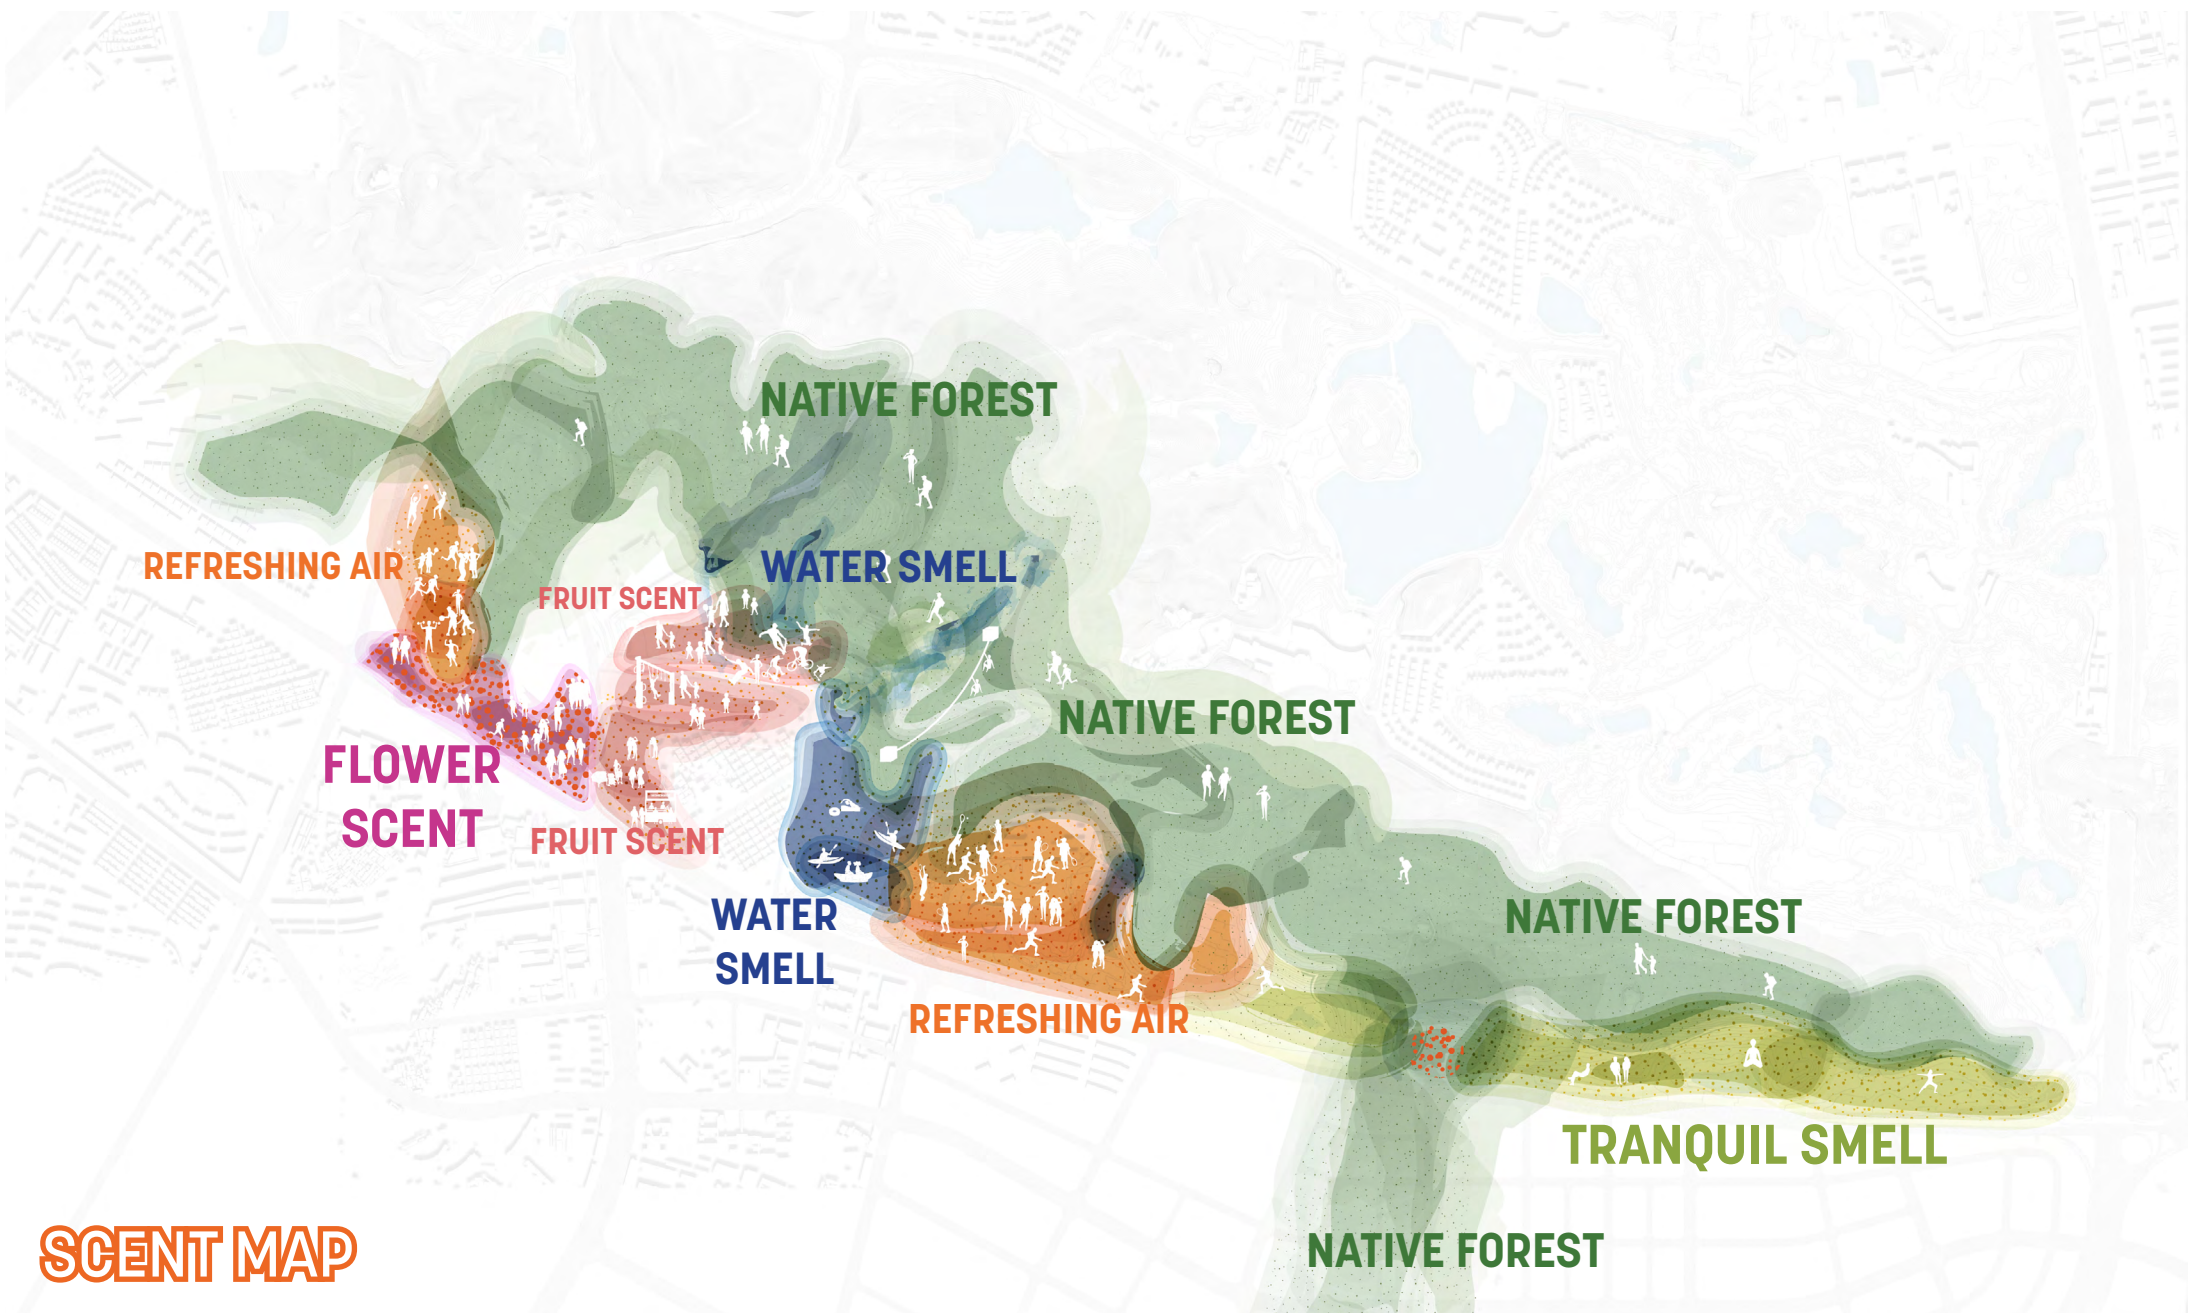 NATIVE FOREST
REFRESHING AIR
WATER SMELL
FRUIT SCENT
NATIVE FOREST
FLOWER
SCENT
FRUIT SCENT
WATER
SMELL
NATIVE FOREST
REFRESHING AIR
TRANQUIL SMELL
NATIVE FOREST
SCENT MAP